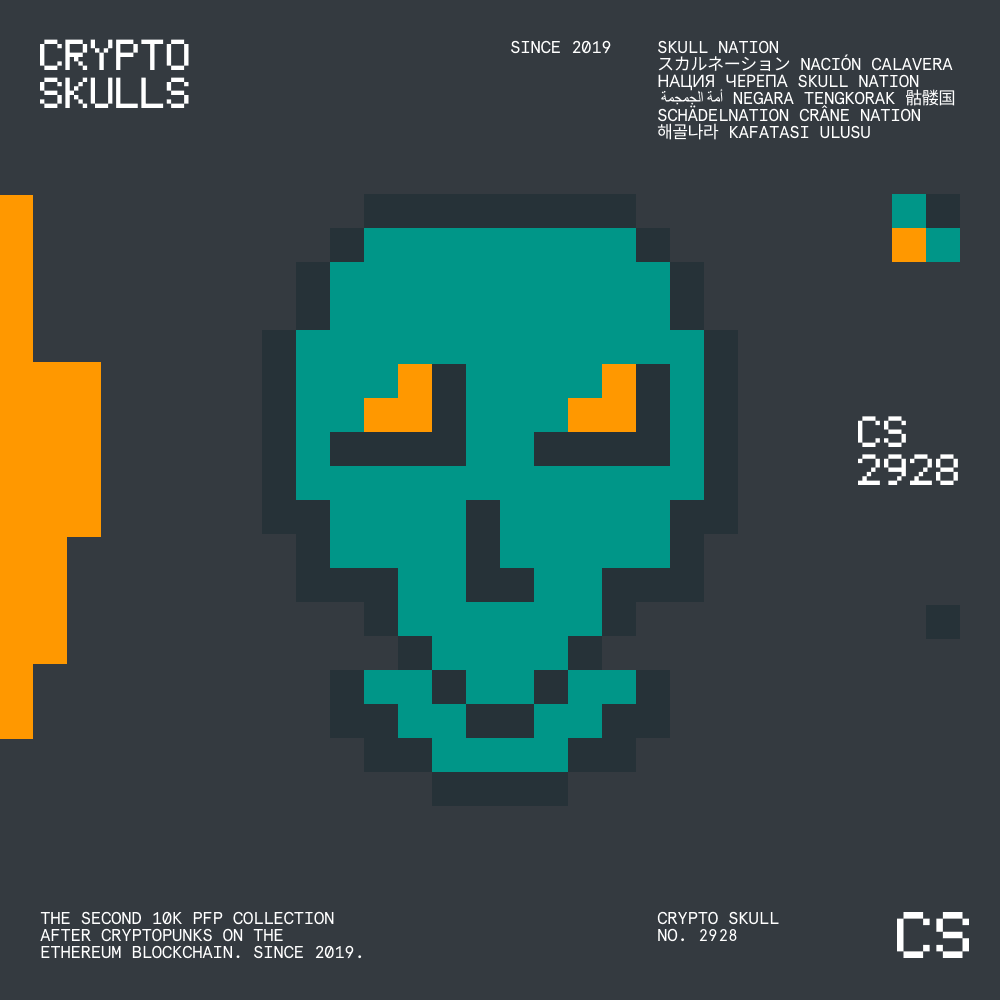 CRYPTO
SKULLS
SINCE 2019
SKULL NATION
スカルネーション NACIÓN CALAVERA
НАЦИЯ ЧЕРЕПА SKULL NATION
أمة الجمجمة NEGARA TENGKORAK 骷髅国
SCHÄDELNATION CRÂNE NATION
해골나라 KAFATASI ULUSU
CS
2928
THE SECOND 10K PFP COLLECTION
AFTER CRYPTOPUNKS ON THE
ETHEREUM BLOCKCHAIN. SINCE 2019.
CRYPTO SKULL
NO. 2928
CS